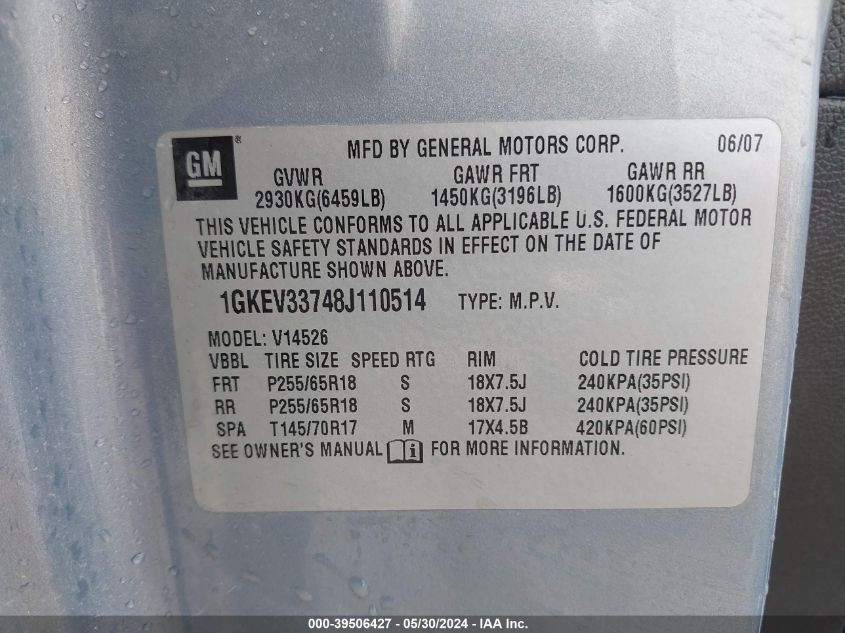 GM ® MFD BY GENERAL MOTORS CORP. 06/07
GVWR GAWR FRT GAWR RR
2930KG(6459LB) 1450KG(3196LB) 1600KG(3527LB)
THIS VEHICLE CONFORMS TO ALL APPLICABLE U.S. FEDERAL MOTOR
VEHICLE SAFETY STANDARDS IN EFFECT ON THE DATE OF
MANUFACTURE SHOWN ABOVE.
1GKEV33748J110514 TYPE: M.P.V.
MODEL: V14526
VBBL TIRE SIZE SPEED RTG RIM COLD TIRE PRESSURE
FRT P255/65R18 S 18X7.5J 240KPA(35PSI)
RR P255/65R18 S 18X7.5J 240KPA(35PSI)
SPA T145/70R17 M 17X4.5B 420KPA(60PSI)
SEE OWNER'S MANUAL FOR MORE INFORMATION.
000-39506427 - 05/30/2024 - IAA Inc.